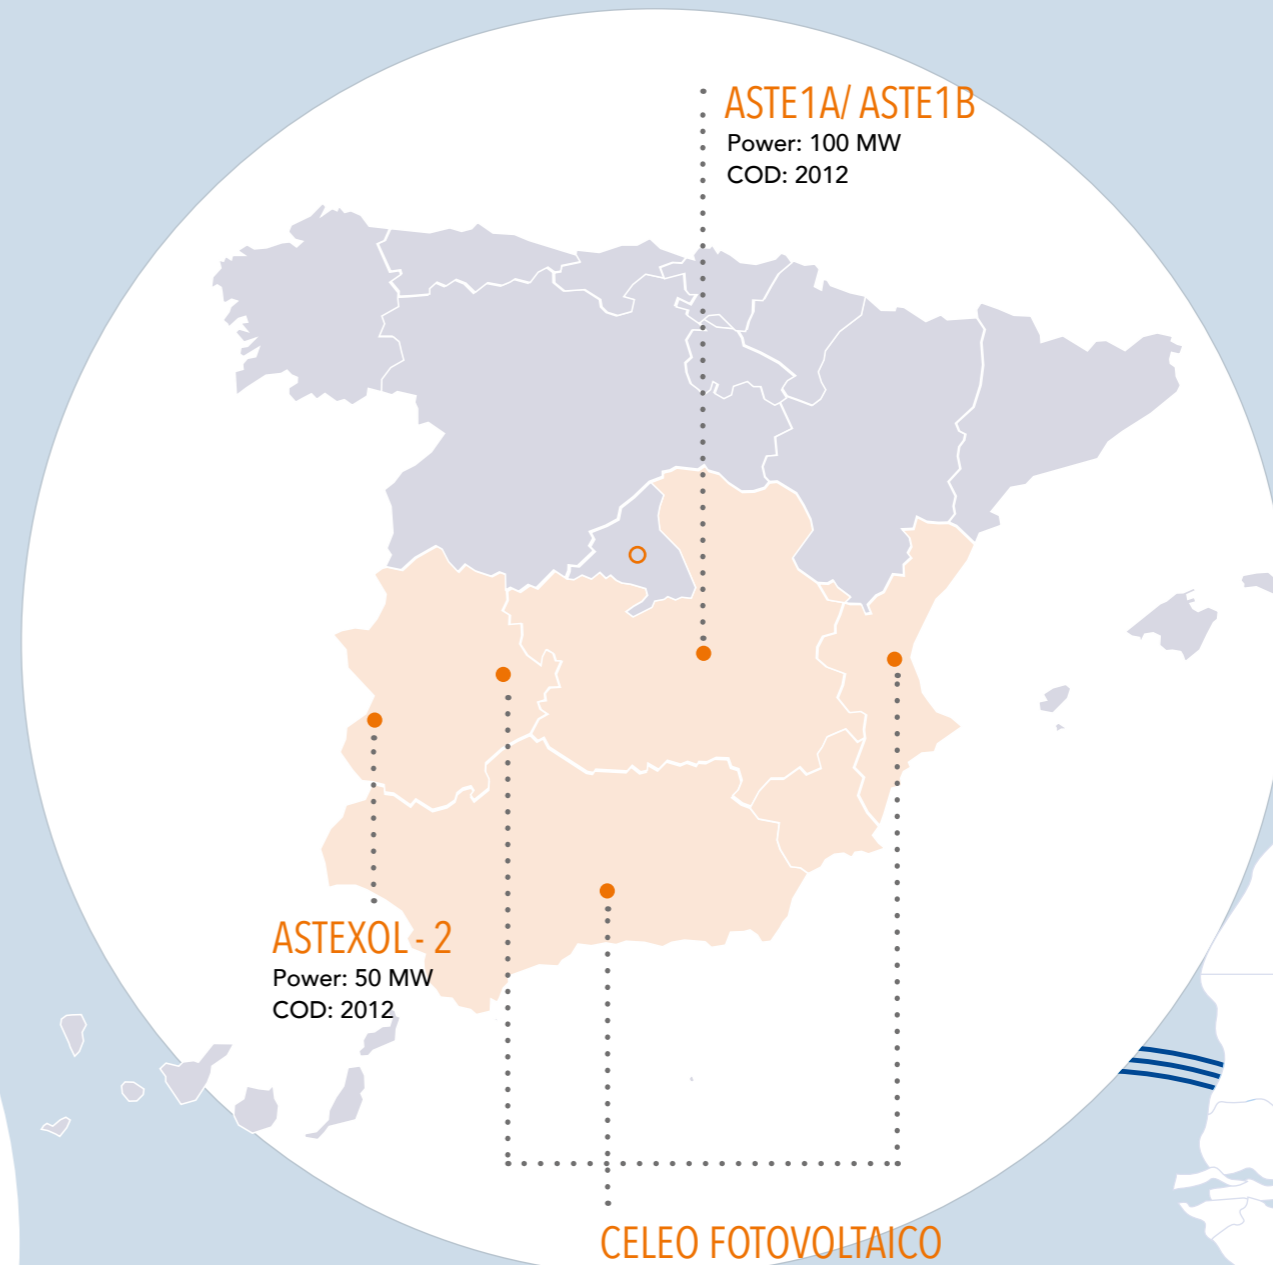 ASTE1A/ ASTE1B
Power: 100 MW
COD: 2012
ASTEXOL - 2
Power: 50 MW
COD: 2012
CELEO FOTOVOLTAICO